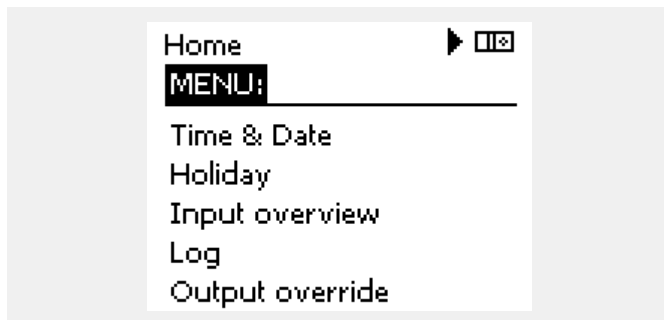 Home
MENU:
Time & Date
Holiday
Input overview
Log
Output override